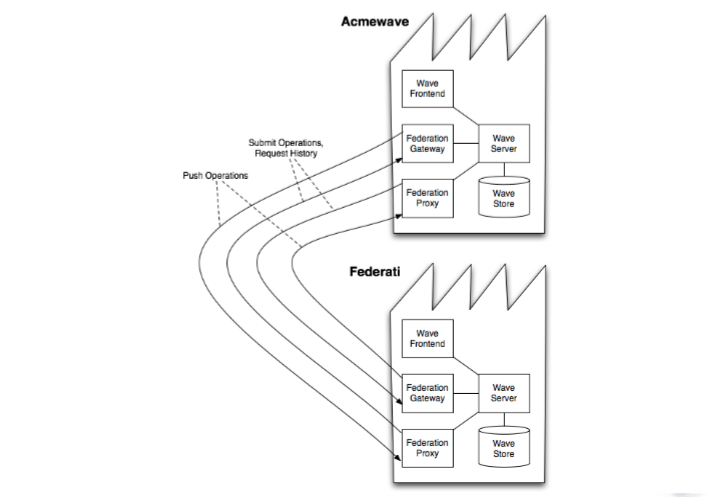 Acmewave
Wave
Frontend
Federation
Gateway
Wave
Server
Federation
Proxy
Wave
Store
Submit Operations,
Request History
Push Operations
Federati
Wave
Frontend
Federation
Gateway
Wave
Server
Federation
Proxy
Wave
Store